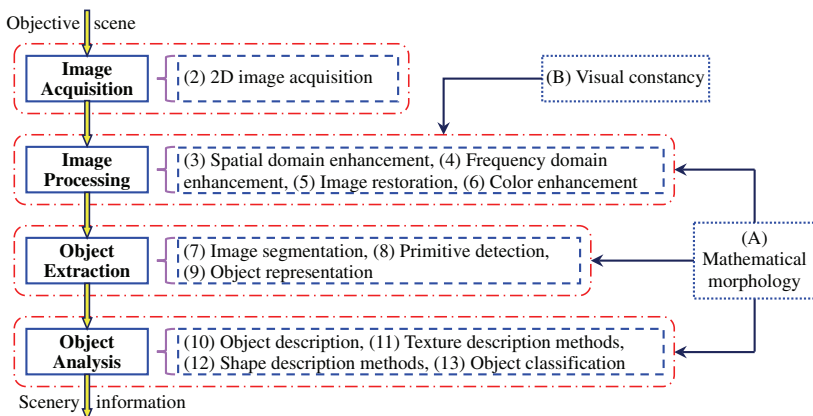 Objective scene
Image
Acquisition
(2) 2D image acquisition
(B) Visual constancy
Image
Processing
(3) Spatial domain enhancement, (4) Frequency domain
enhancement, (5) Image restoration, (6) Color enhancement
Object
Extraction
(7) Image segmentation, (8) Primitive detection,
(9) Object representation
(A)
Mathematical
morphology
Object
Analysis
(10) Object description, (11) Texture description methods,
(12) Shape description methods, (13) Object classification
Scenery information